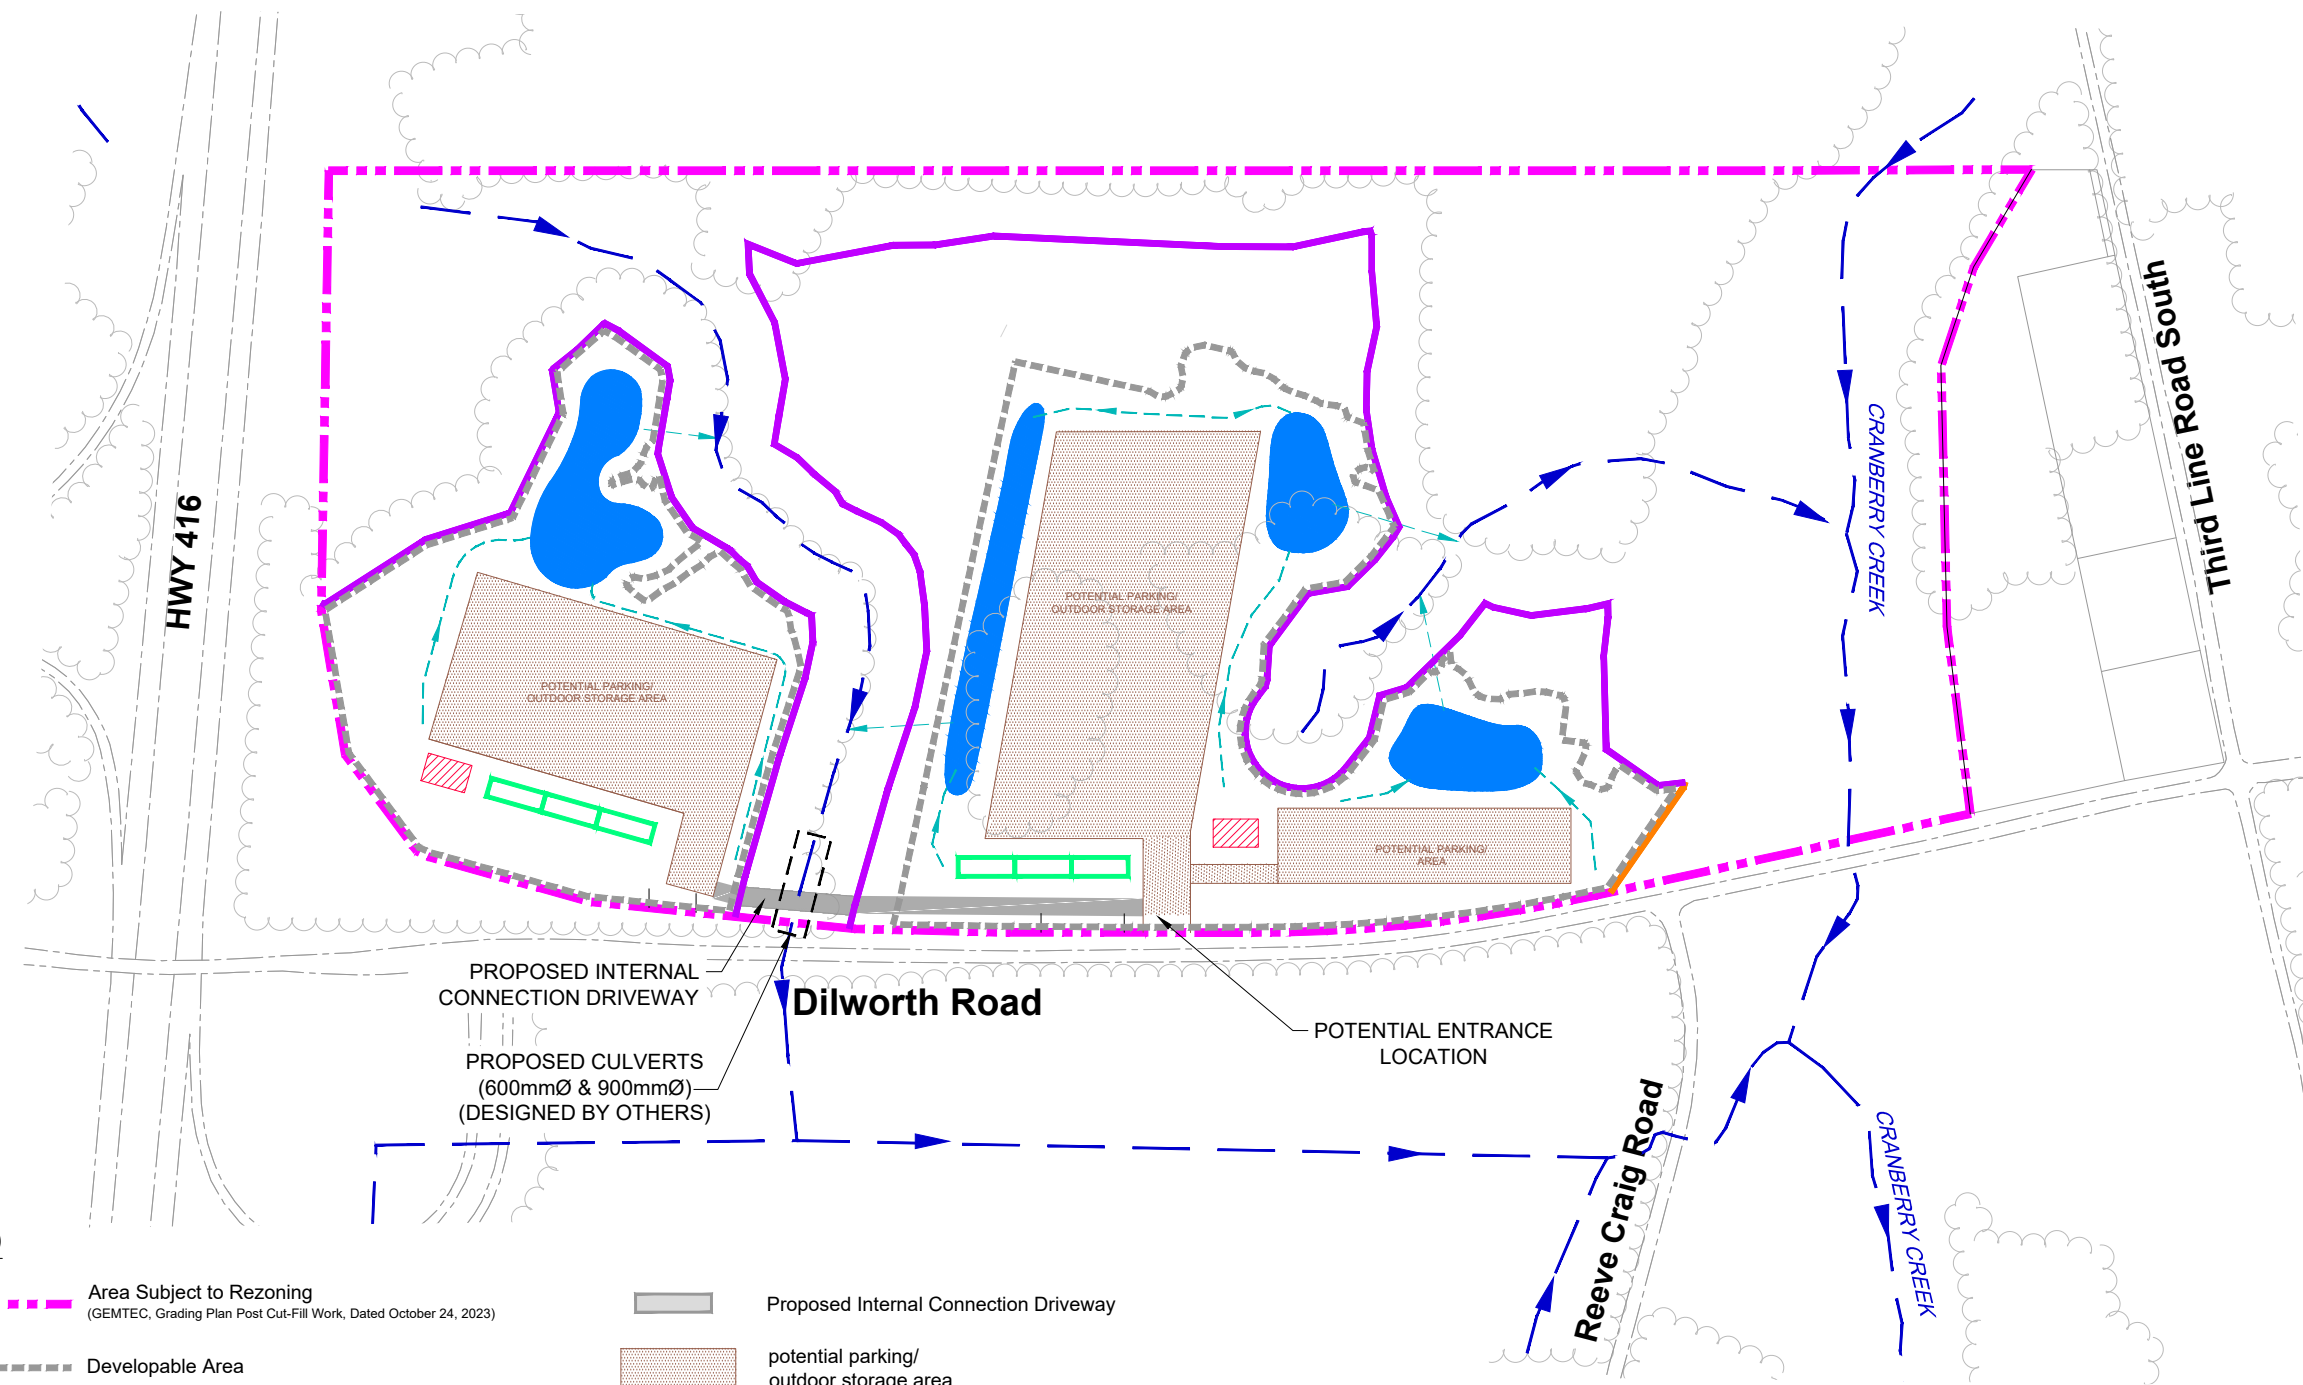 HWY 416
Third Line Road South
CRANBERRY CREEK
POTENTIAL PARKING/
OUTDOOR STORAGE AREA
POTENTIAL PARKING/
OUTDOOR STORAGE AREA
POTENTIAL PARKING/
AREA
PROPOSED INTERNAL
CONNECTION DRIVEWAY
Dilworth Road
PROPOSED CULVERTS
(600mmØ & 900mmØ)
(DESIGNED BY OTHERS)
POTENTIAL ENTRANCE
LOCATION
Reeve Craig Road
CRANBERRY CREEK
Area Subject to Rezoning
(GEMTEC, Grading Plan Post Cut-Fill Work, Dated October 24, 2023)
Developable Area
Proposed Internal Connection Driveway
potential parking/
outdoor storage area